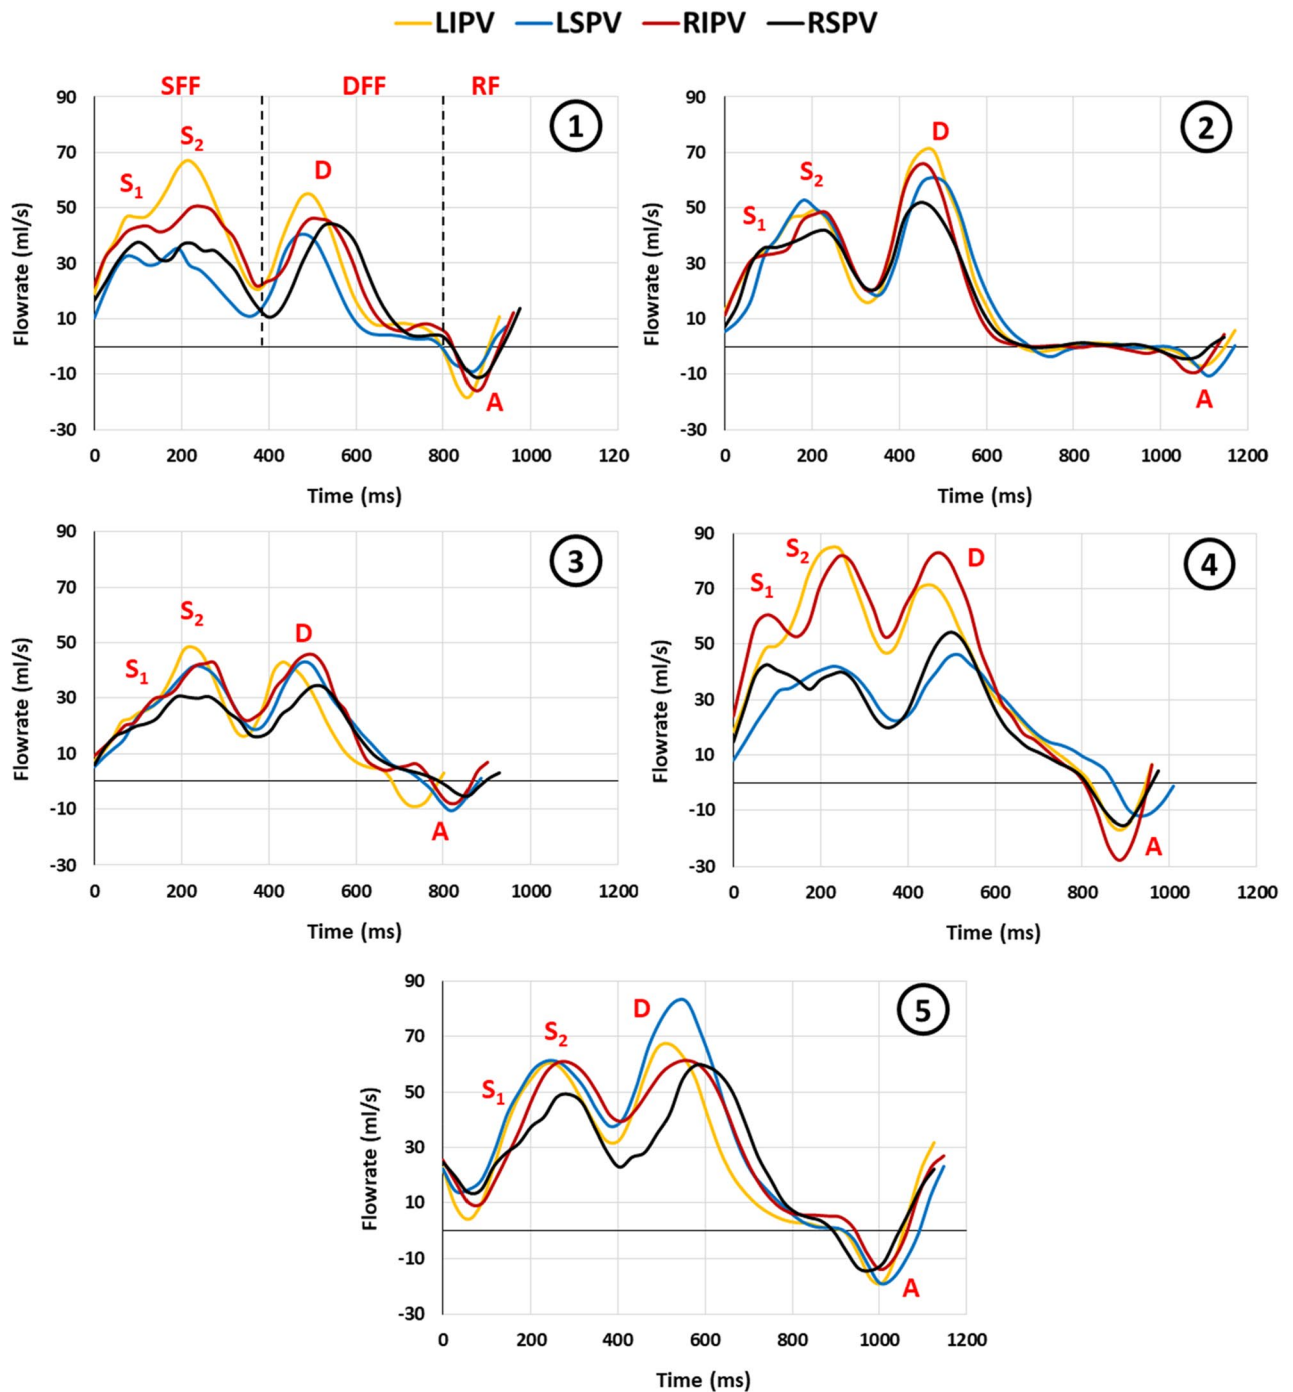 LIPV LSPV RIPV RSPV
SFF DFF RF
1
90
70
50
30
10
-10
-30
Flowrate (ml/s)
S1
S2
D
A
0 200 400 600 800 1000 120
Time (ms)
2
90
70
50
30
10
-10
-30
Flowrate (ml/s)
S1
S2
D
A
0 200 400 600 800 1000 1200
Time (ms)
3
90
70
50
30
10
-10
-30
Flowrate (ml/s)
S1
S2
D
A
0 200 400 600 800 1000 1200
Time (ms)
4
90
70
50
30
10
-10
-30
Flowrate (ml/s)
S1
S2
D
A
0 200 400 600 800 1000 1200
Time (ms)
5
90
70
50
30
10
-10
-30
Flowrate (ml/s)
S1
S2
D
A
0 200 400 600 800 1000 1200
Time (ms)